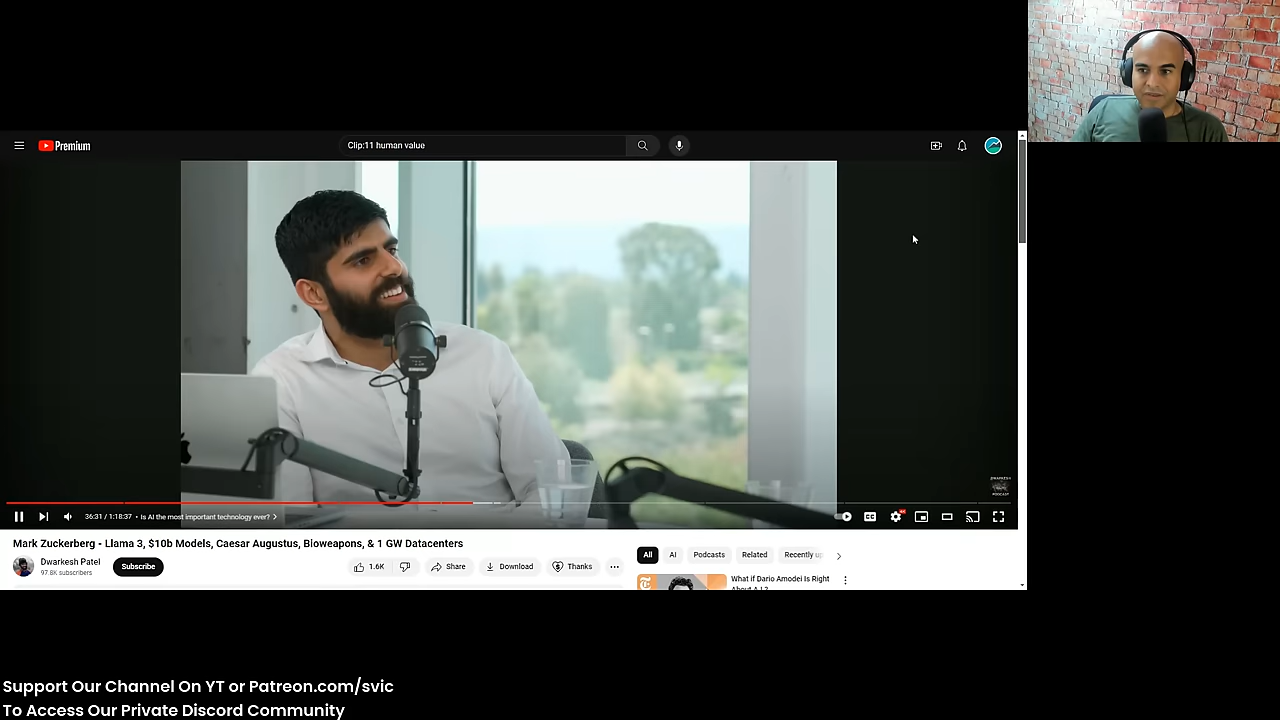 Premium
Clip:11 human value
36:31 / 1:18:37 • Is AI the most important technology ever?
Mark Zuckerberg - Llama 3, $10b Models, Caesar Augustus, Bioweapons, & 1 GW Datacenters
Dwarkesh Patel
97.8K subscribers
Subscribe
1.6K
Share
Download
Thanks
All
AI
Podcasts
Related
Recently
What if Dario Amodei Is Right
About A.I.?
Support Our Channel On YT or Patreon.com/svic
To Access Our Private Discord Community